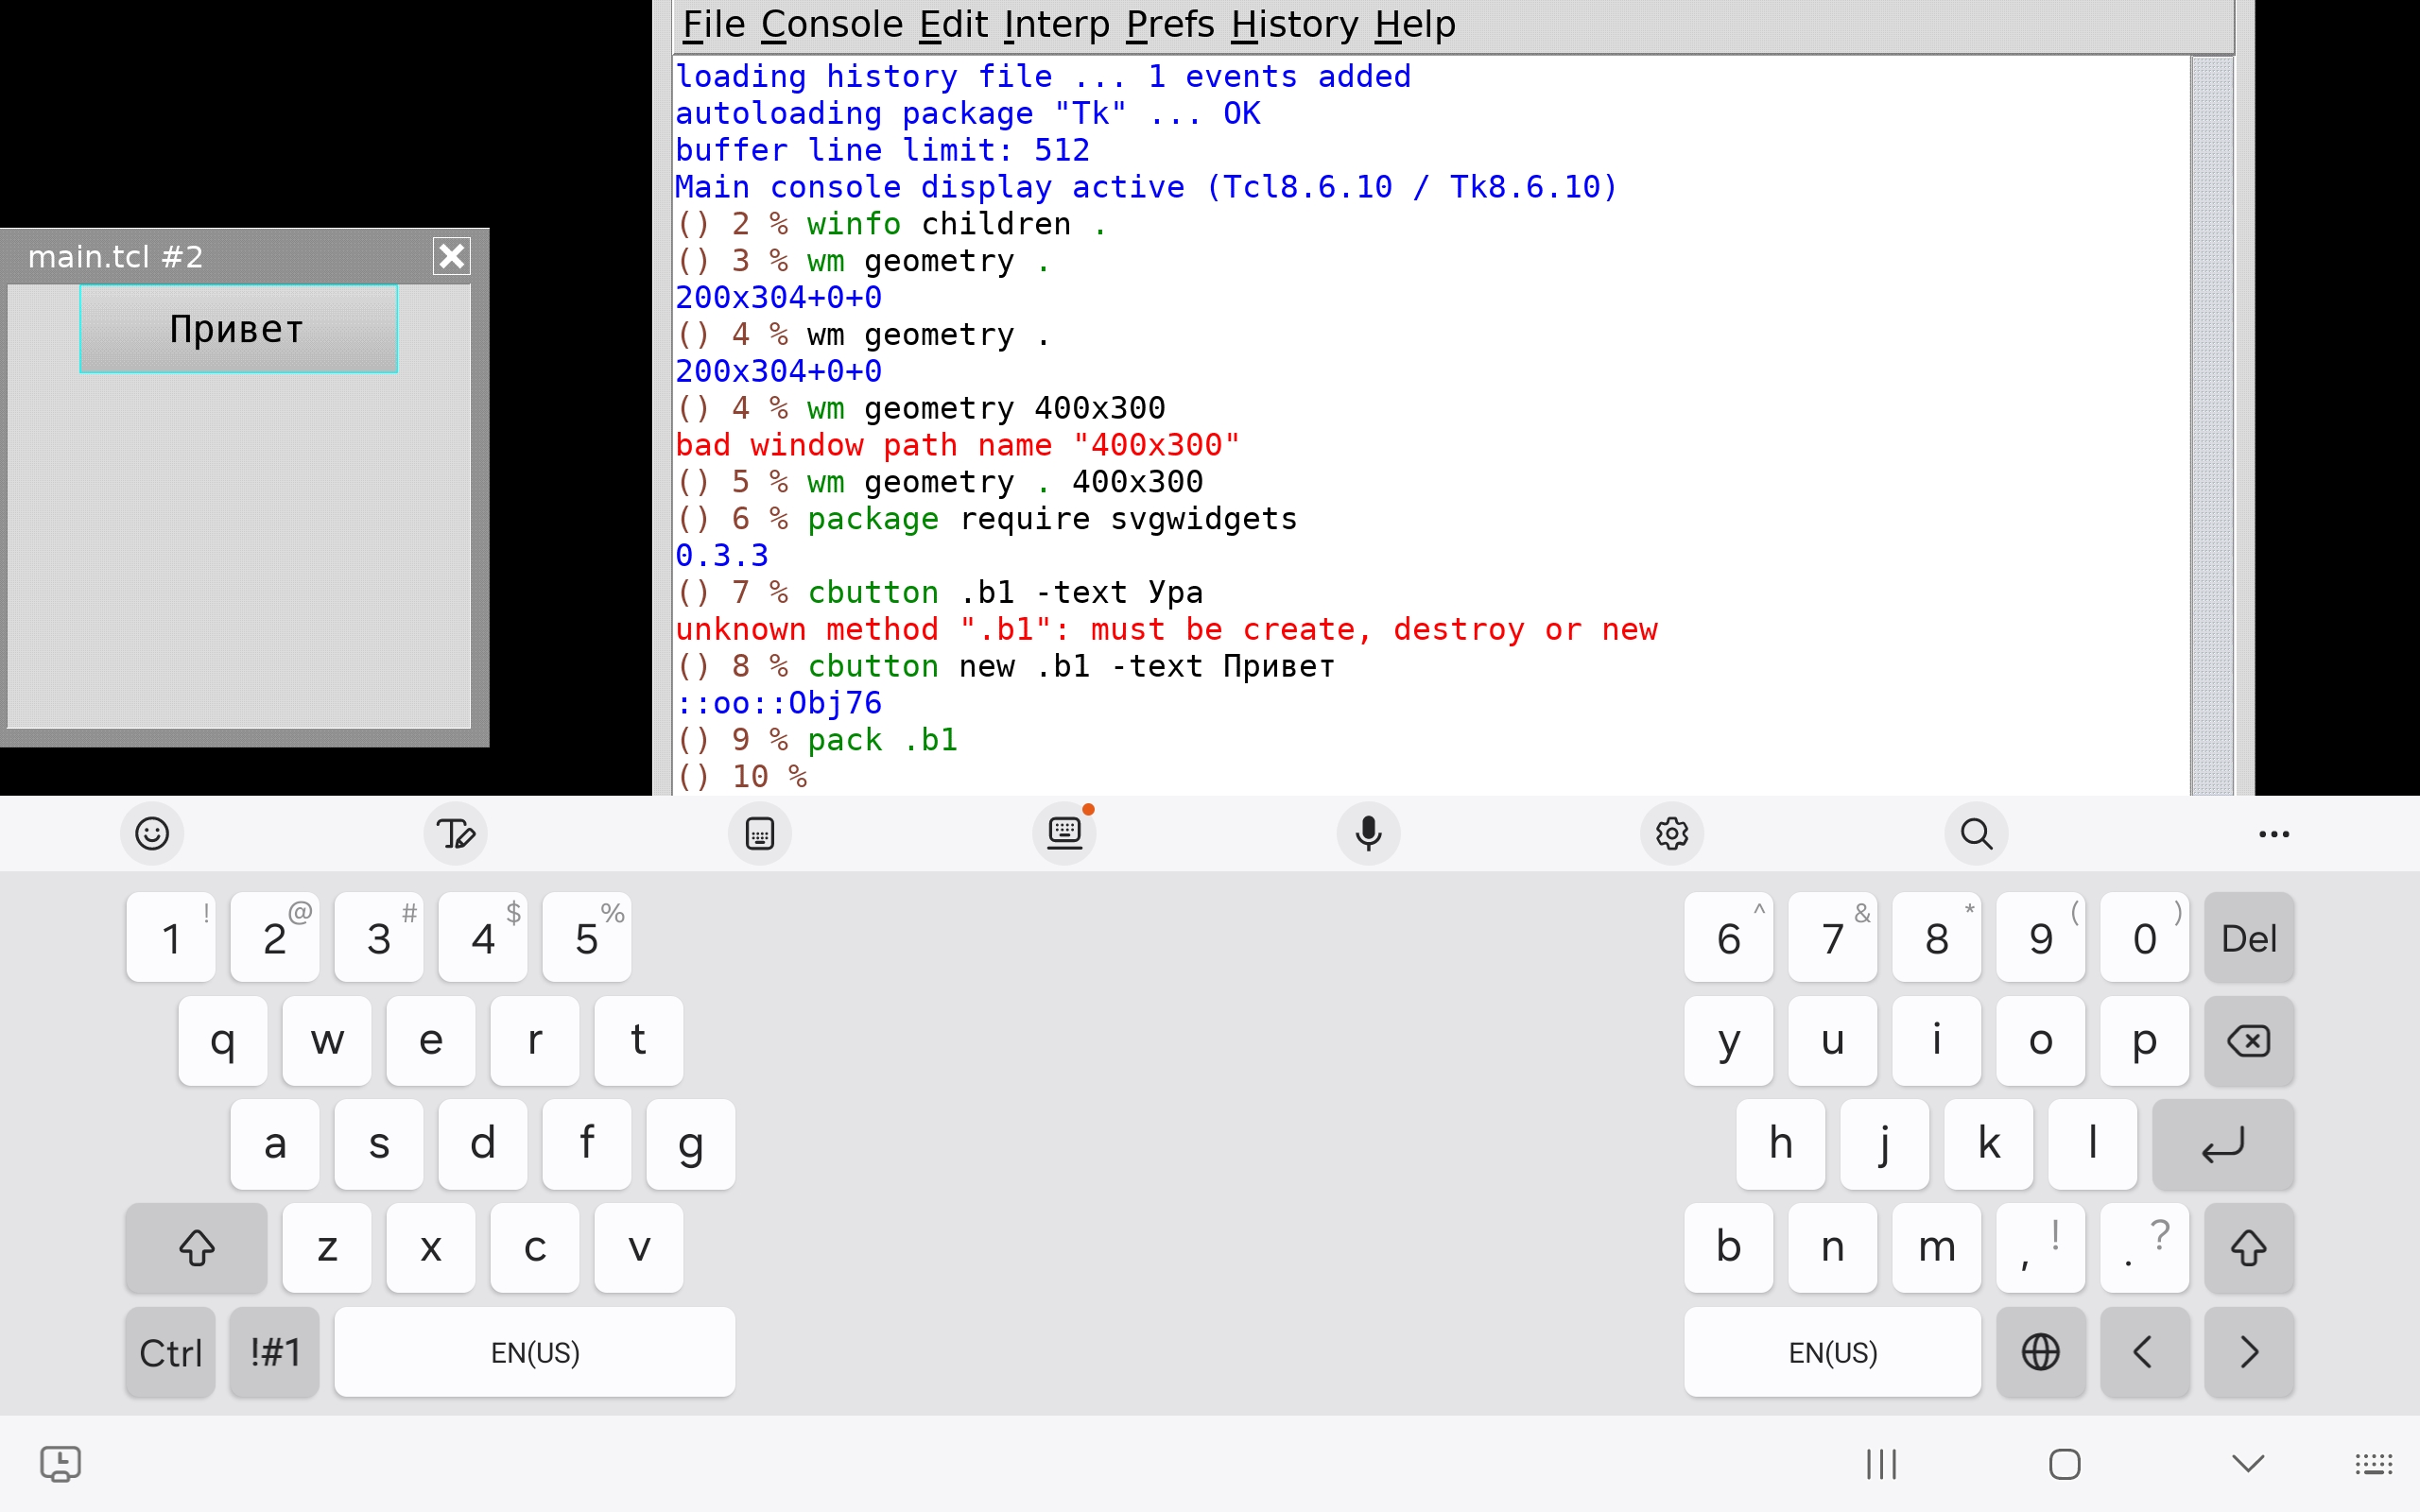 File Console Edit Interp Prefs History Help
loading history file ... 1 events added
autoloading package "Tk" ... OK
buffer line limit: 512
Main console display active (Tcl8.6.10 / Tk8.6.10)
() 2 % winfo children .
() 3 % wm geometry .
200x304+0+0
() 4 % wm geometry .
200x304+0+0
() 4 % wm geometry 400x300
bad window path name "400x300"
() 5 % wm geometry . 400x300
() 6 % package require svgwidgets
0.3.3
() 7 % cbutton .b1 -text Ура
unknown method ".b1": must be create, destroy or new
() 8 % cbutton new .b1 -text Привет
::oo::Obj76
() 9 % pack .b1
() 10 %
main.tcl #2
Привет
1 ! 2 @ 3 # 4 $ 5 % 6 ^ 7 & 8 * 9 ( 0 ) Del
q w e r t y u i o p
a s d f g h j k l
z x c v b n m , ! . ?
Ctrl !#1 EN(US) EN(US) < >